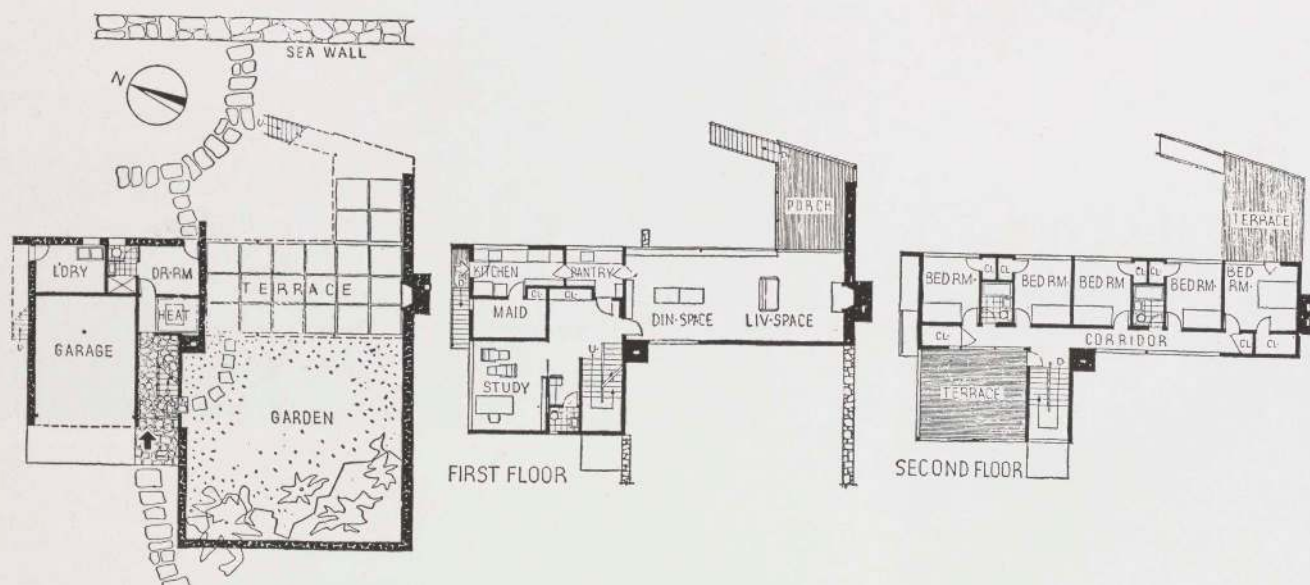 SEA WALL
N
U
L'DRY
DR·RM
TERRACE
HEAT
GARAGE
GARDEN
PORCH
KITCHEN
PANTRY
D
CL·
CL·
MAID
DIN·SPACE
LIV·SPACE
U
STUDY
FIRST FLOOR
TERRACE
CL·
CL·
CL·
CL·
BED RM·
BED RM·
BED RM
BED RM·
BED
RM·
CL·
CORRIDOR
CL·
CL·
D
TERRACE
SECOND FLOOR